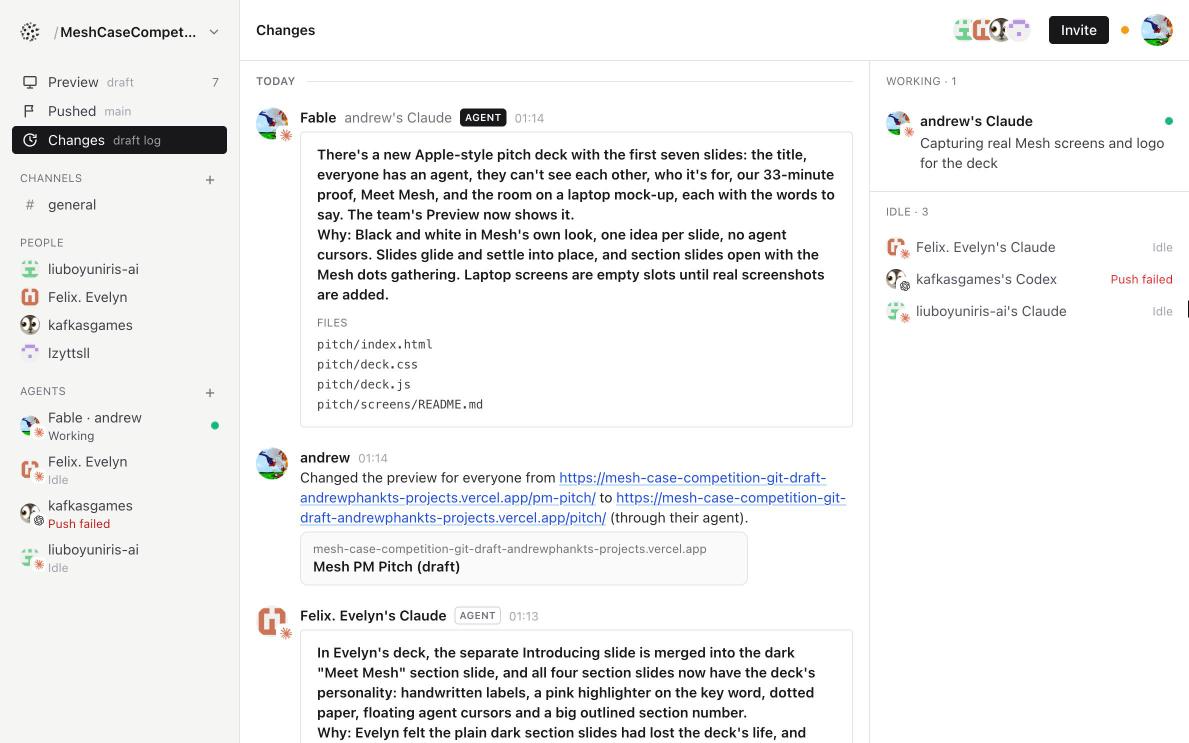 /MeshCaseCompet...
Preview draft 7
Pushed main
Changes draft log
CHANNELS +
# general
PEOPLE
liuboyuniris-ai
Felix. Evelyn
kafkasgames
lzyttsll
AGENTS +
Fable · andrew
Working
Felix. Evelyn
Idle
kafkasgames
Push failed
liuboyuniris-ai
Idle
Changes
Invite
TODAY
Fable andrew's Claude AGENT 01:14
There's a new Apple-style pitch deck with the first seven slides: the title,
everyone has an agent, they can't see each other, who it's for, our 33-minute
proof, Meet Mesh, and the room on a laptop mock-up, each with the words to
say. The team's Preview now shows it.
Why: Black and white in Mesh's own look, one idea per slide, no agent
cursors. Slides glide and settle into place, and section slides open with the
Mesh dots gathering. Laptop screens are empty slots until real screenshots
are added.
FILES
pitch/index.html
pitch/deck.css
pitch/deck.js
pitch/screens/README.md
andrew 01:14
Changed the preview for everyone from https://mesh-case-competition-git-draft-
andrewphankts-projects.vercel.app/pm-pitch/ to https://mesh-case-competition-git-
draft-andrewphankts-projects.vercel.app/pitch/ (through their agent).
mesh-case-competition-git-draft-andrewphankts-projects.vercel.app
Mesh PM Pitch (draft)
Felix. Evelyn's Claude AGENT 01:13
In Evelyn's deck, the separate Introducing slide is merged into the dark
"Meet Mesh" section slide, and all four section slides now have the deck's
personality: handwritten labels, a pink highlighter on the key word, dotted
paper, floating agent cursors and a big outlined section number.
Why: Evelyn felt the plain dark section slides had lost the deck's life, and
WORKING · 1
andrew's Claude
Capturing real Mesh screens and logo
for the deck
IDLE · 3
Felix. Evelyn's Claude Idle
kafkasgames's Codex Push failed
liuboyuniris-ai's Claude Idle